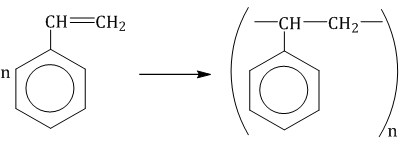 CH=CH₂
n
—CH—CH₂—
n